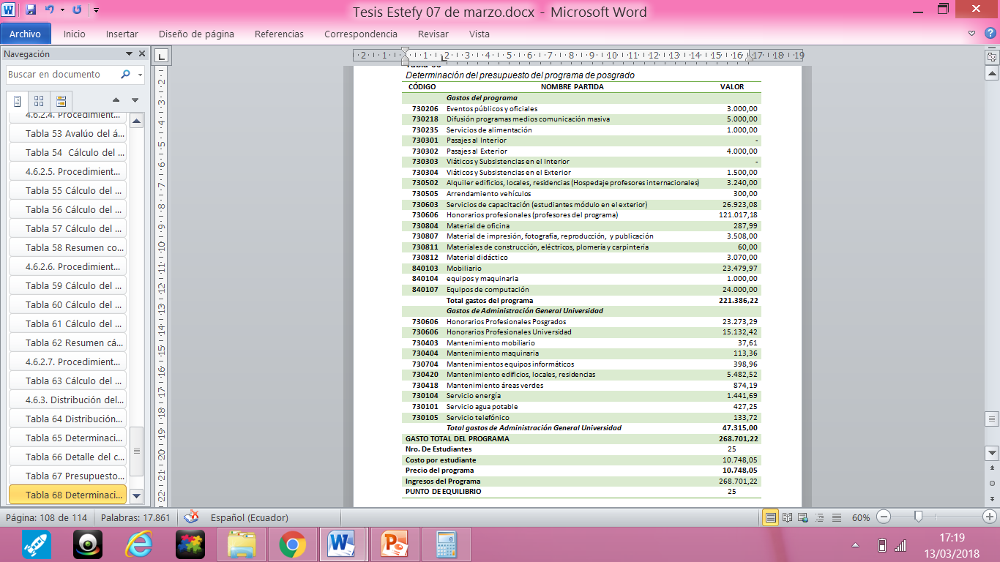 Tesis Estefy 07 de marzo.docx - Microsoft Word
Archivo Inicio Insertar Diseño de página Referencias Correspondencia Revisar Vista
Navegación
Buscar en documento
4.6.2.4. Procedimient...
Tabla 53 Avalúo del á...
Tabla 54 Cálculo del ...
4.6.2.5. Procedimient...
Tabla 55 Cálculo del ...
Tabla 56 Cálculo del ...
Tabla 57 Cálculo del ...
Tabla 58 Resumen co...
4.6.2.6. Procedimient...
Tabla 59 Cálculo del ...
Tabla 60 Cálculo del ...
Tabla 61 Cálculo del ...
Tabla 62 Resumen cá...
4.6.2.7. Procedimient...
Tabla 63 Cálculo del ...
4.6.3. Distribución del...
Tabla 64 Distribución...
Tabla 65 Determinaci...
Tabla 66 Detalle del c...
Tabla 67 Presupuesto...
Tabla 68 Determinaci...
Determinación del presupuesto del programa de posgrado
CÓDIGO NOMBRE PARTIDA VALOR
Gastos del programa
730206 Eventos públicos y oficiales 3.000,00
730218 Difusión programas medios comunicación masiva 5.000,00
730235 Servicios de alimentación 1.000,00
730301 Pasajes al Interior -
730302 Pasajes al Exterior 4.000,00
730303 Viáticos y Subsistencias en el Interior -
730304 Viáticos y Subsistencias en el Exterior 1.500,00
730502 Alquiler edificios, locales, residencias (Hospedaje profesores internacionales) 3.240,00
730505 Arrendamiento vehículos 300,00
730603 Servicios de capacitación (estudiantes módulo en el exterior) 26.923,08
730606 Honorarios profesionales (profesores del programa) 121.017,18
730804 Material de oficina 287,99
730807 Material de impresión, fotografía, reproducción, y publicación 3.508,00
730811 Materiales de construcción, eléctricos, plomería y carpintería 60,00
730812 Material didáctico 3.070,00
840103 Mobiliario 23.479,97
840104 equipos y maquinaria 1.000,00
840107 Equipos de computación 24.000,00
Total gastos del programa 221.386,22
Gastos de Administración General Universidad
730606 Honorarios Profesionales Posgrados 23.273,29
730606 Honorarios Profesionales Universidad 15.132,42
730403 Mantenimiento mobiliario 37,61
730404 Mantenimiento maquinaria 113,36
730704 Mantenimientos equipos informáticos 398,96
730420 Mantenimiento edificios, locales, residencias 5.482,52
730418 Mantenimiento áreas verdes 874,19
730104 Servicio energía 1.441,69
730101 Servicio agua potable 427,25
730105 Servicio telefónico 133,72
Total gastos de Administración General Universidad 47.315,00
GASTO TOTAL DEL PROGRAMA 268.701,22
Nro. De Estudiantes 25
Costo por estudiante 10.748,05
Precio del programa 10.748,05
Ingresos del Programa 268.701,22
PUNTO DE EQUILIBRIO 25
Página: 108 de 114 Palabras: 17.861 Español (Ecuador) 60%
17:19
13/03/2018